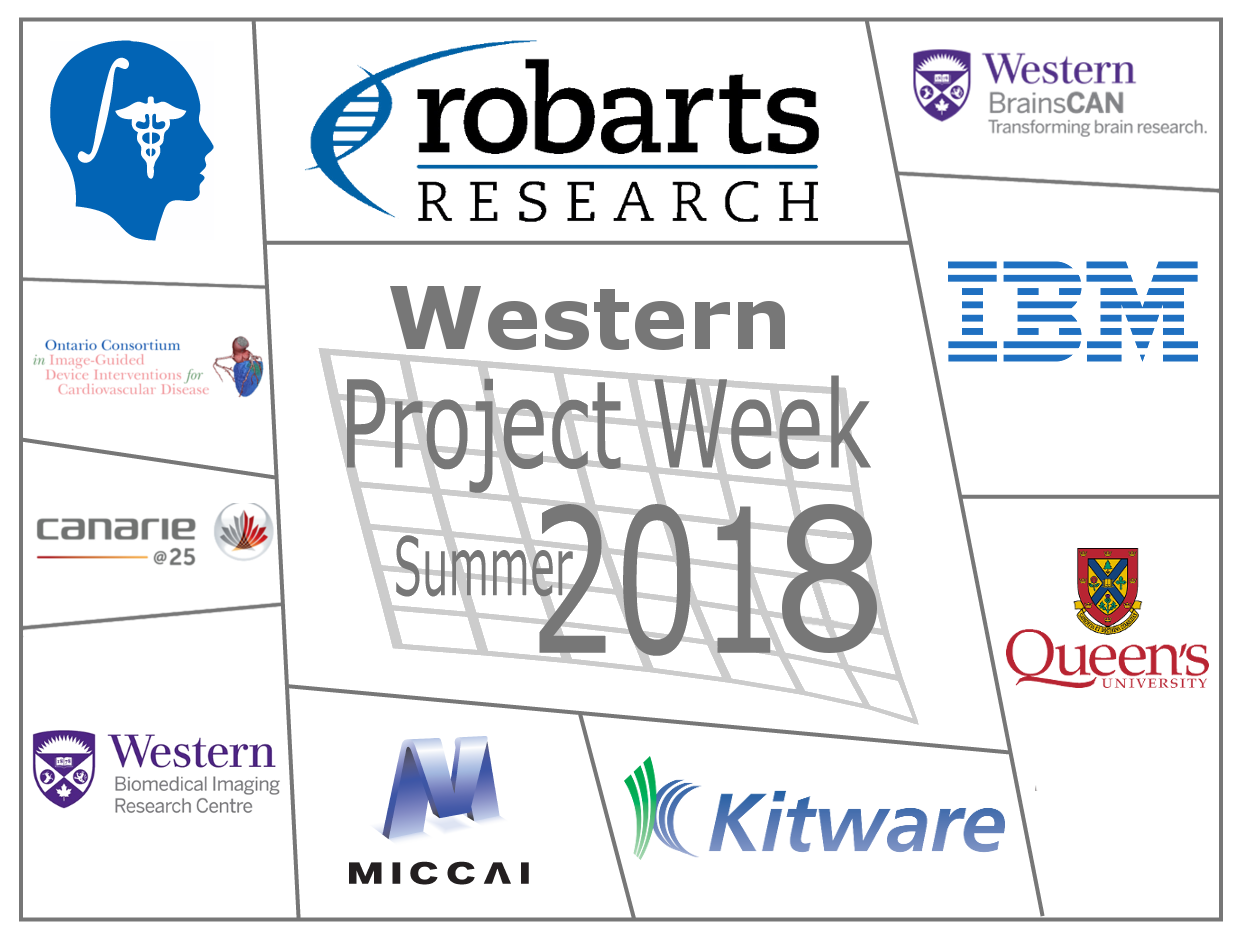 robarts
RESEARCH
Western
BrainsCAN
Transforming brain research.
IBM
Ontario Consortium
in Image-Guided
Device Interventions for
Cardiovascular Disease
Western
Project Week
Summer 2018
canarie
@25
Queen's
UNIVERSITY
Western
Biomedical Imaging
Research Centre
MICCAI
Kitware